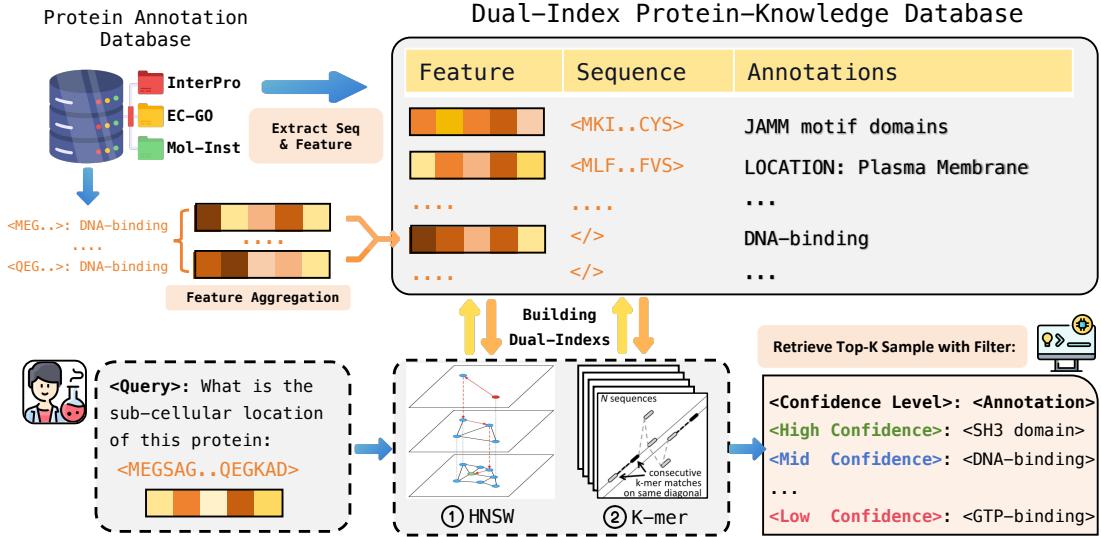 Protein Annotation
Database
InterPro
EC-GO
Mol-Inst
Extract Seq
& Feature
<MEG..>: DNA-binding
....
<QEG..>: DNA-binding
....
Feature Aggregation
Dual-Index Protein-Knowledge Database
Feature Sequence Annotations
<MKI..CYS> JAMM motif domains
<MLF..FVS> LOCATION: Plasma Membrane
.... .... ...
</> DNA-binding
.... </> ...
Building
Dual-Indexs
<Query>: What is the
sub-cellular location
of this protein:
<MEGSAG..QEGKAD>
N sequences
consecutive
k-mer matches
on same diagonal
1 HNSW
2 K-mer
Retrieve Top-K Sample with Filter:
<Confidence Level>: <Annotation>
<High Confidence>: <SH3 domain>
<Mid Confidence>: <DNA-binding>
...
<Low Confidence>: <GTP-binding>